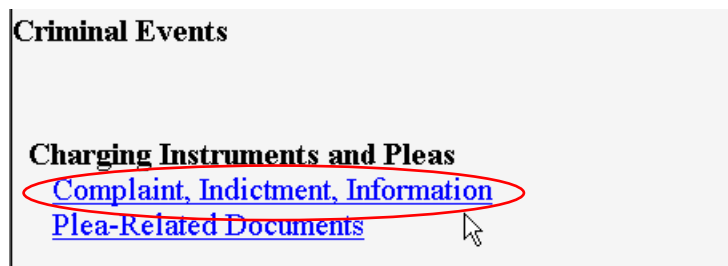 Criminal Events
Charging Instruments and Pleas
Complaint, Indictment, Information
Plea-Related Documents